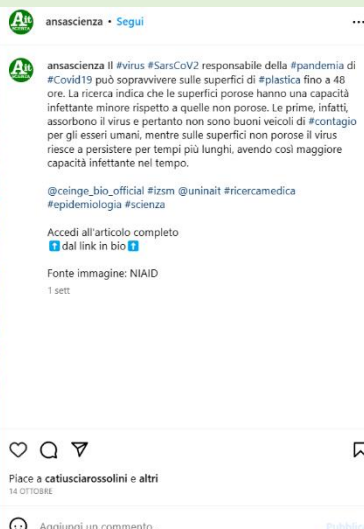 Ait
SCIENZA
ansascienza • Segui
Ait
SCIENZA
ansascienza Il #virus #SarsCoV2 responsabile della #pandemia di
#Covid19 può sopravvivere sulle superfici di #plastica fino a 48
ore. La ricerca indica che le superfici porose hanno una capacità
infettante minore rispetto a quelle non porose. Le prime, infatti,
assorbono il virus e pertanto non sono buoni veicoli di #contagio
per gli esseri umani, mentre sulle superfici non porose il virus
riesce a persistere per tempi più lunghi, avendo così maggiore
capacità infettante nel tempo.
@ceinge_bio_official #izsm @uninait #ricercamedica
#epidemiologia #scienza
Accedi all'articolo completo
⬆️ dal link in bio⬆️
Fonte immagine: NIAID
1 sett
Piace a catiusciarossolini e altri
14 OTTOBRE
Aggiungi un commento...
Pubblica